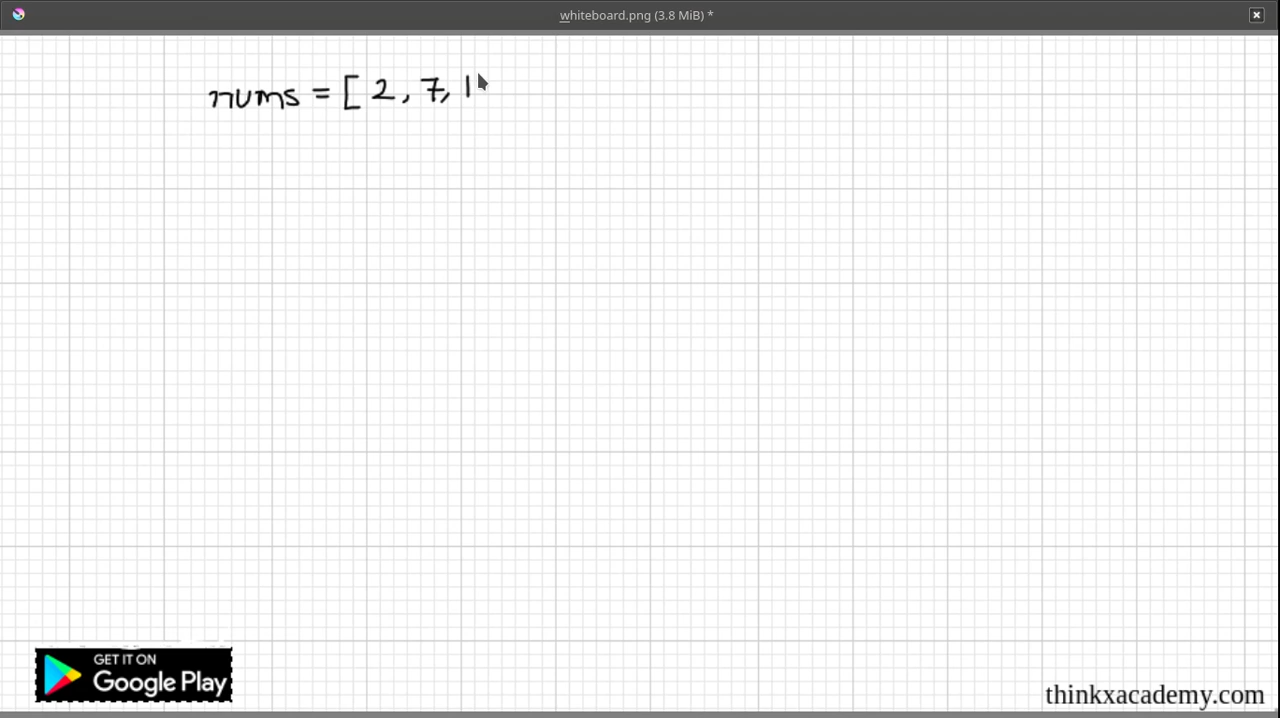 whiteboard.png (3.8 MiB) *
nums = [ 2, 7, 1
GET IT ON
Google Play
thinkxacademy.com